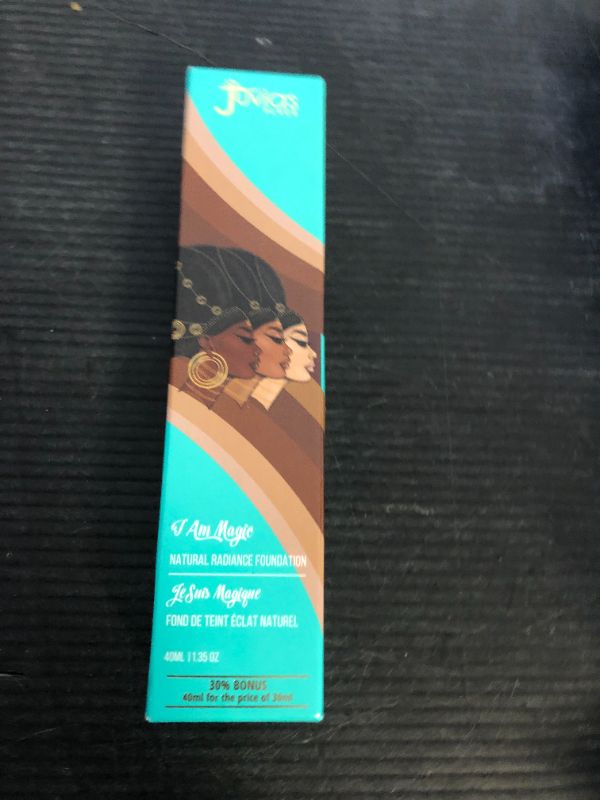 Juvia's
PLACE
I Am Magic
NATURAL RADIANCE FOUNDATION
Je Suis Magique
FOND DE TEINT ÉCLAT NATUREL
40ML | 1.35 OZ
30% BONUS
40ml for the price of 30ml